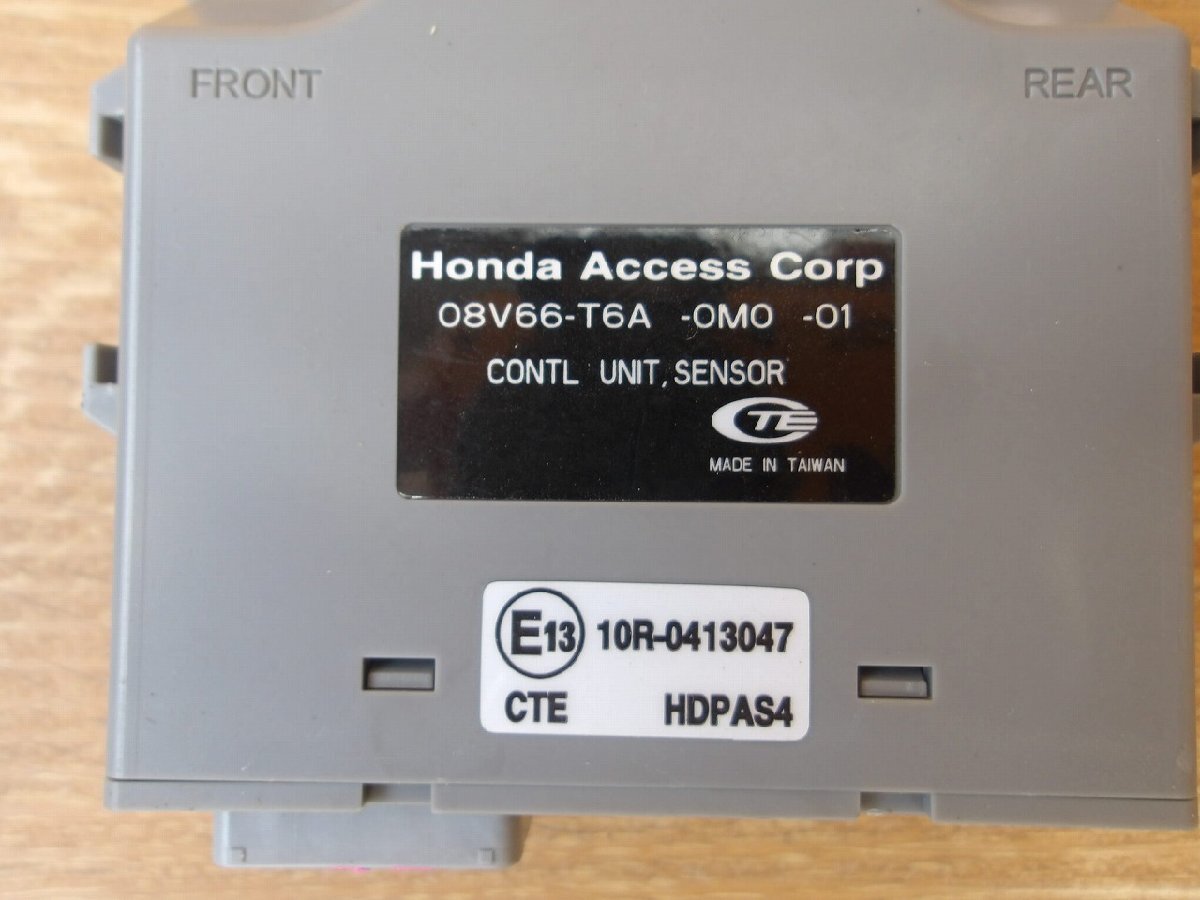 FRONT REAR
Honda Access Corp
08V66-T6A -0M0 -01
CONTL UNIT, SENSOR
CTE
MADE IN TAIWAN
E13 10R-0413047
CTE HDPAS4